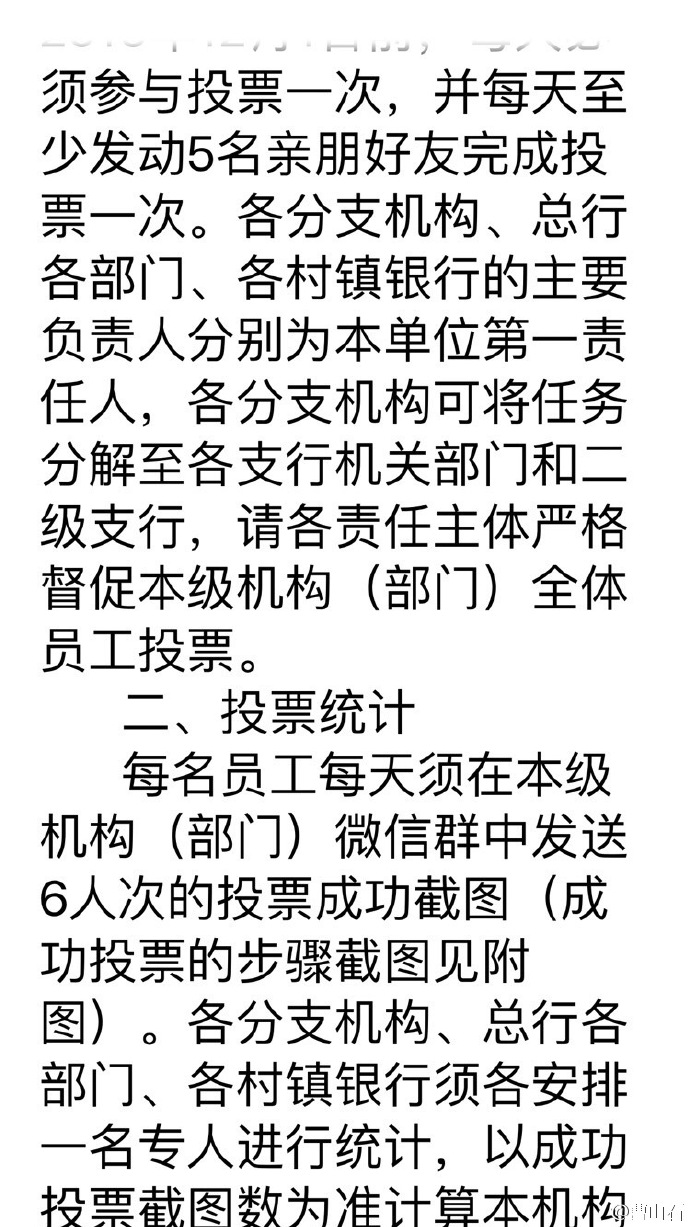 须参与投票一次，并每天至
少发动5名亲朋好友完成投
票一次。各分支机构、总行
各部门、各村镇银行的主要
负责人分别为本单位第一责
任人，各分支机构可将任务
分解至各支行机关部门和二
级支行，请各责任主体严格
督促本级机构（部门）全体
员工投票。
二、投票统计
每名员工每天须在本级
机构（部门）微信群中发送
6人次的投票成功截图（成
功投票的步骤截图见附
图）。各分支机构、总行各
部门、各村镇银行须各安排
一名专人进行统计，以成功
投票截图数为准计算本机构